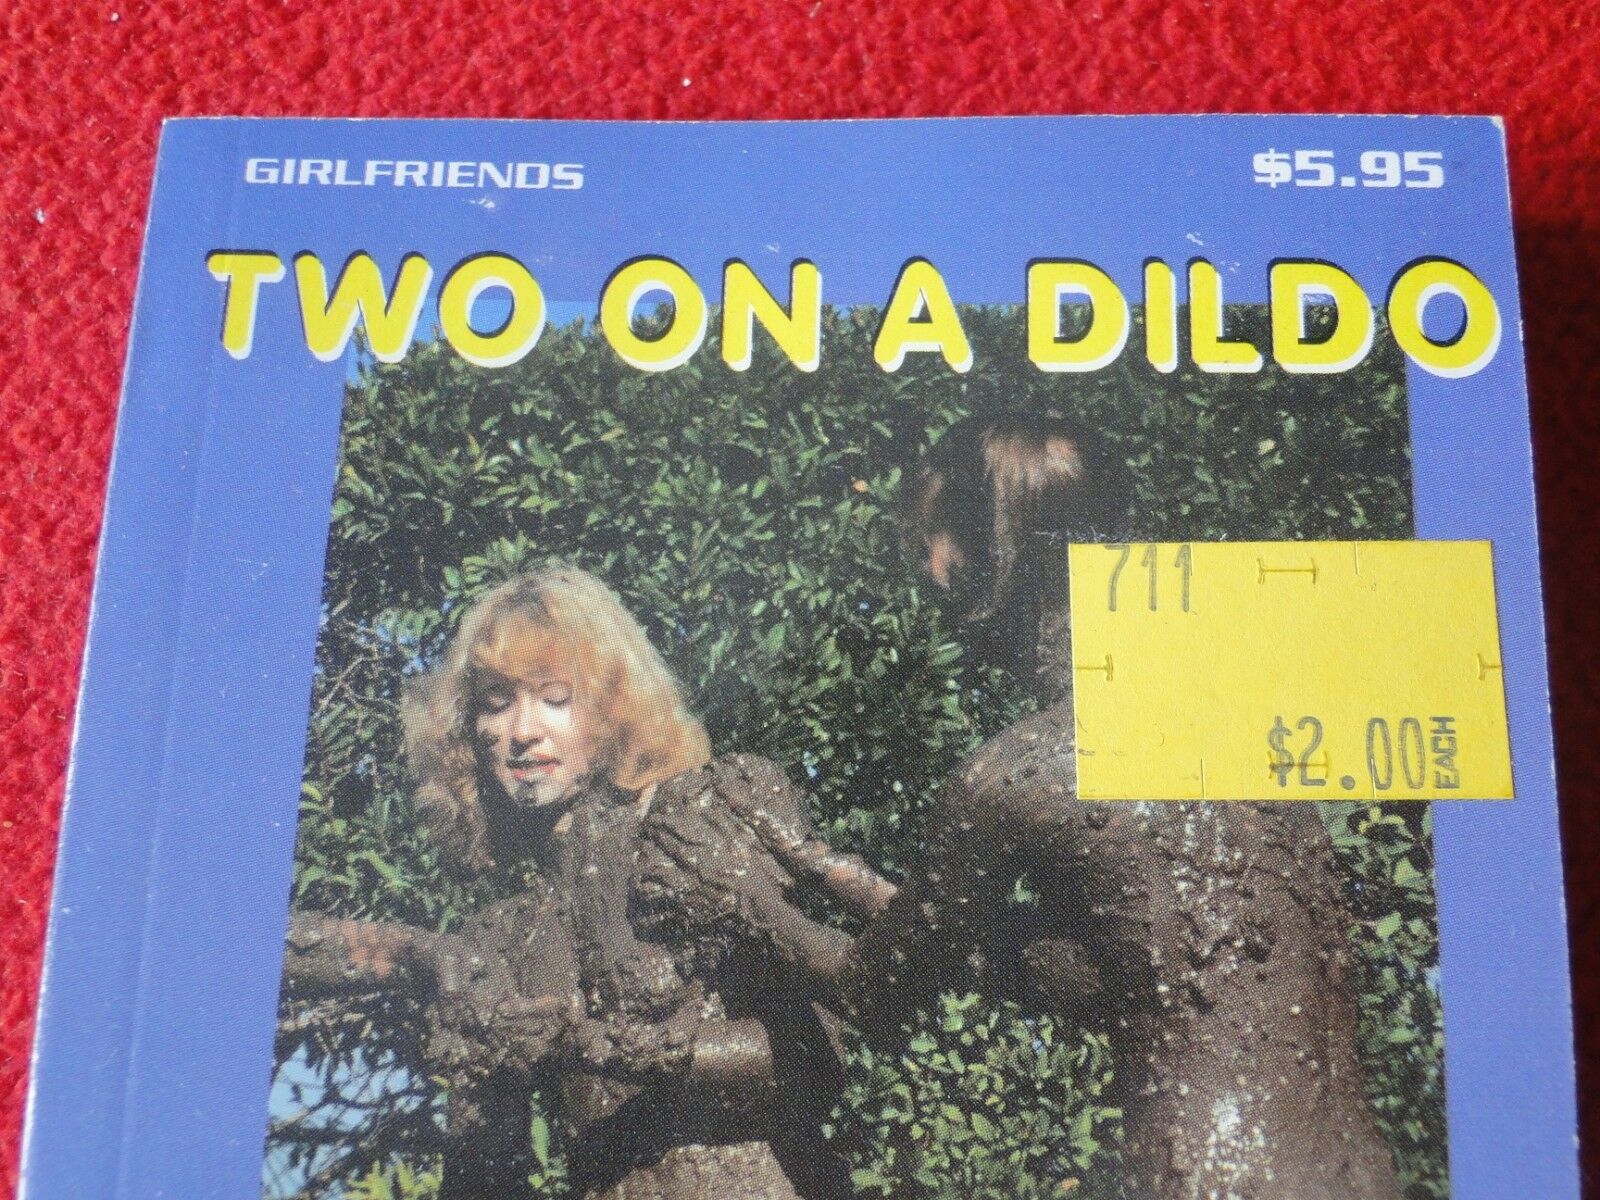 GIRLFRIENDS $5.95
TWO ON A DILDO
711
$2.00 EACH